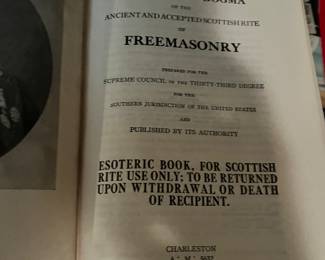 DOGMA
OF THE
ANCIENT AND ACCEPTED SCOTTISH RITE
OF
FREEMASONRY
PREPARED FOR THE
SUPREME COUNCIL OF THE THIRTY-THIRD DEGREE
FOR THE
SOUTHERN JURISDICTION OF THE UNITED STATES
AND
PUBLISHED BY ITS AUTHORITY
ESOTERIC BOOK, FOR SCOTTISH
RITE USE ONLY; TO BE RETURNED
UPON WITHDRAWAL OR DEATH
OF RECIPIENT.
CHARLESTON